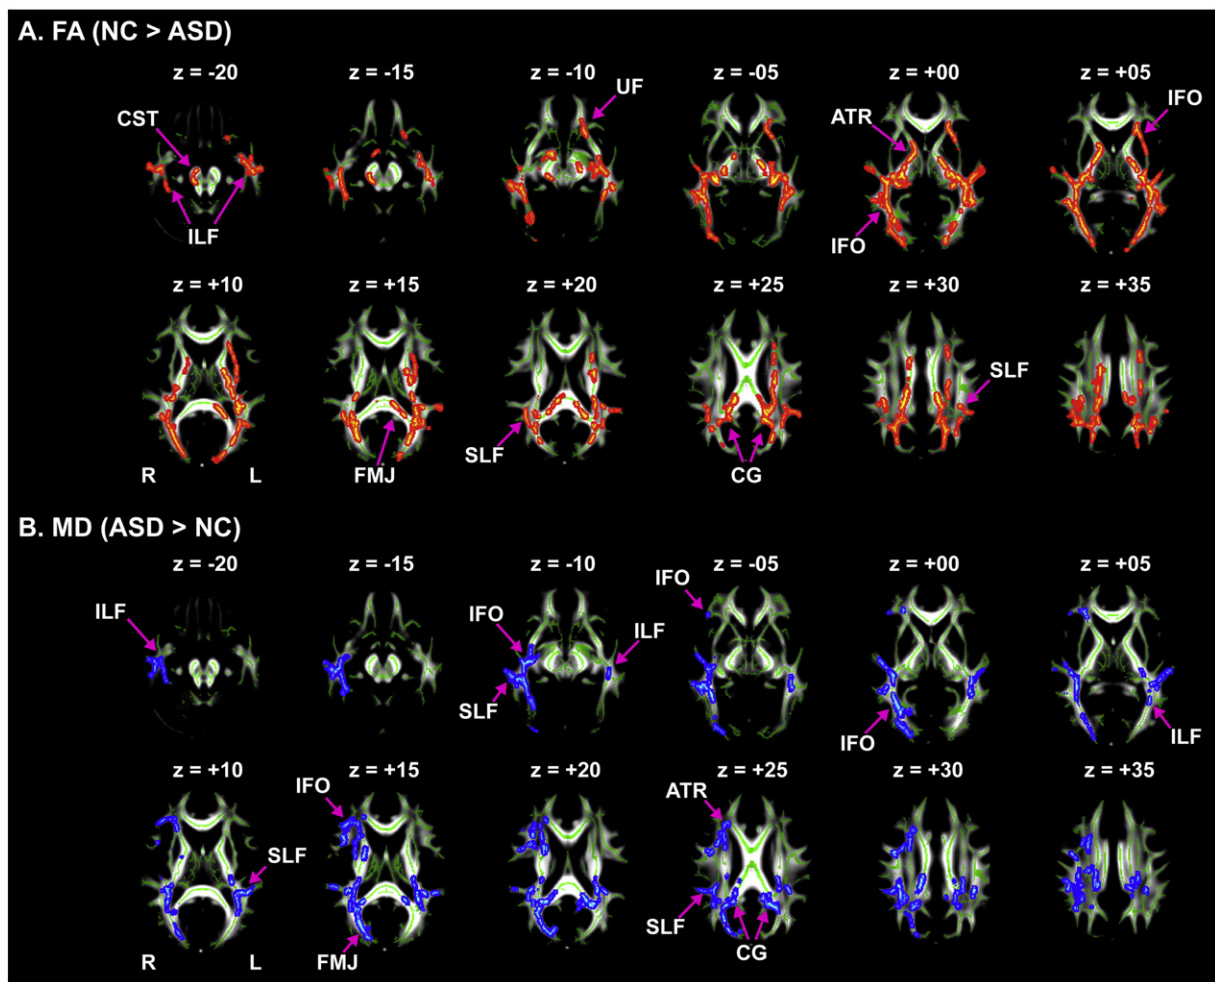 A. FA (NC > ASD)
z = -20 z = -15 z = -10 z = -05 z = +00 z = +05
UF
IFO
CST
ATR
ILF
IFO
z = +10 z = +15 z = +20 z = +25 z = +30 z = +35
SLF
SLF
R L FMJ CG
B. MD (ASD > NC)
z = -20 z = -15 z = -10 z = -05 z = +00 z = +05
IFO
ILF IFO ILF
SLF
IFO ILF
z = +10 z = +15 z = +20 z = +25 z = +30 z = +35
IFO ATR
SLF
SLF
R L FMJ CG